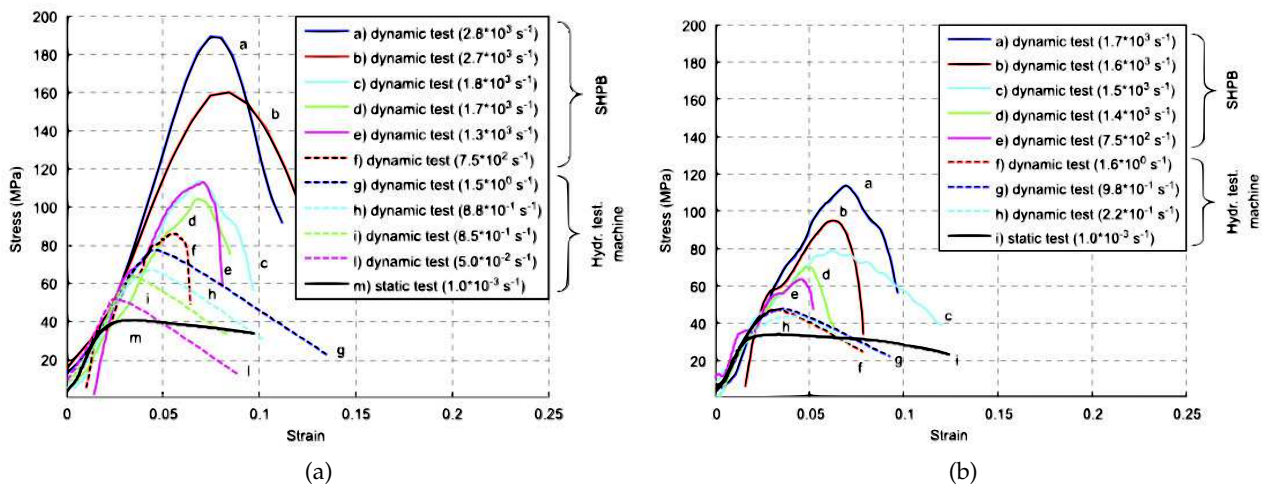 200
180
160
140
120
100
80
60
40
20
Stress (MPa)
0
0.05
0.1
0.15
0.2
0.25
Strain
a
b
c
d
e
f
g
h
i
l
m
a) dynamic test (2.8*10³ s⁻¹)
b) dynamic test (2.7*10³ s⁻¹)
c) dynamic test (1.8*10³ s⁻¹)
d) dynamic test (1.7*10³ s⁻¹)
e) dynamic test (1.3*10³ s⁻¹)
f) dynamic test (7.5*10² s⁻¹)
g) dynamic test (1.5*10⁰ s⁻¹)
h) dynamic test (8.8*10⁻¹ s⁻¹)
i) dynamic test (8.5*10⁻¹ s⁻¹)
l) dynamic test (5.0*10⁻² s⁻¹)
m) static test (1.0*10⁻³ s⁻¹)
SHPB
Hydr. test.
machine
(a)
200
180
160
140
120
100
80
60
40
20
Stress (MPa)
0
0.05
0.1
0.15
0.2
0.25
Strain
a
b
c
d
e
f
g
h
i
a) dynamic test (1.7*10³ s⁻¹)
b) dynamic test (1.6*10³ s⁻¹)
c) dynamic test (1.5*10³ s⁻¹)
d) dynamic test (1.4*10³ s⁻¹)
e) dynamic test (7.5*10² s⁻¹)
f) dynamic test (1.6*10⁰ s⁻¹)
g) dynamic test (9.8*10⁻¹ s⁻¹)
h) dynamic test (2.2*10⁻¹ s⁻¹)
i) static test (1.0*10⁻³ s⁻¹)
SHPB
Hydr. test.
machine
(b)